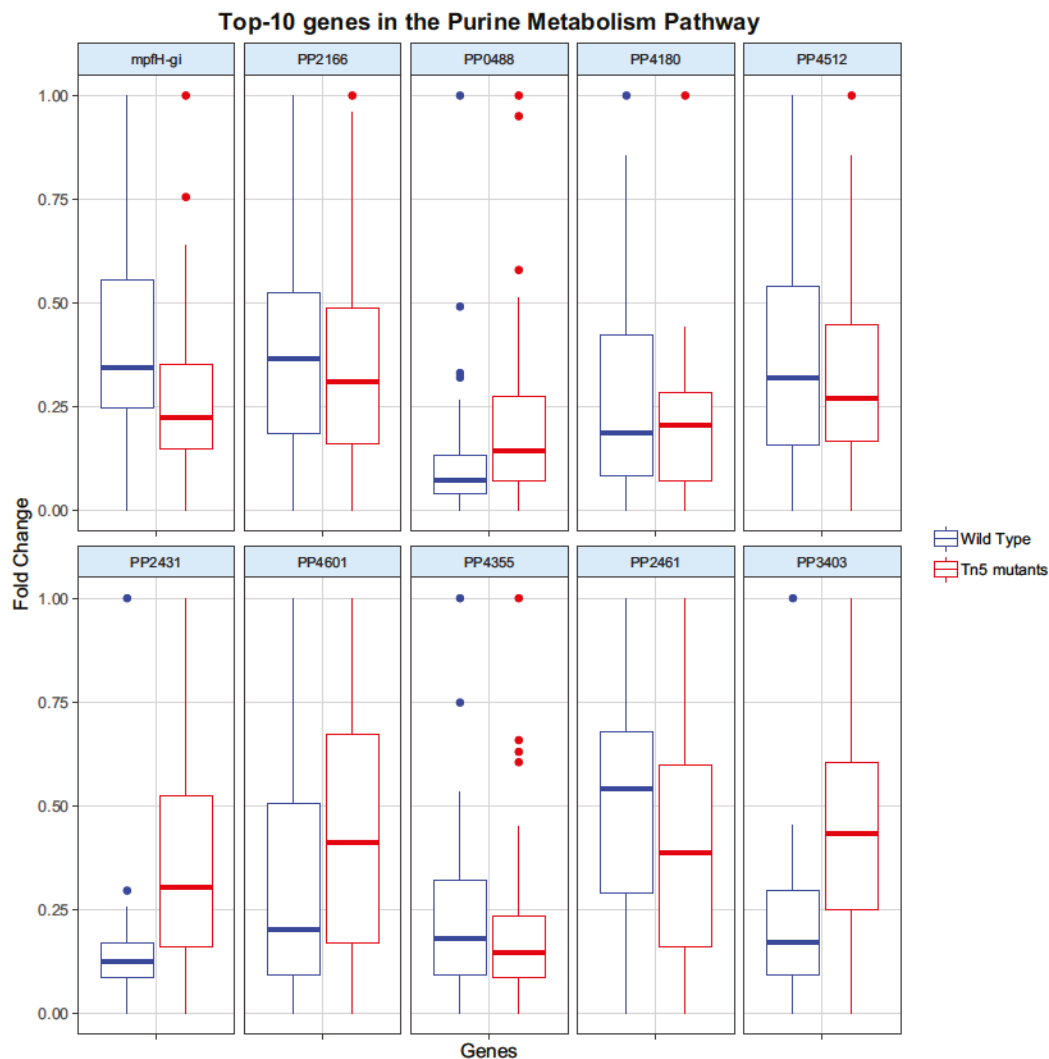 Top-10 genes in the Purine Metabolism Pathway
mpfH-gi PP2166 PP0488 PP4180 PP4512
1.00
0.75
0.50
0.25
0.00
Fold Change
PP2431 PP4601 PP4355 PP2461 PP3403
1.00
0.75
0.50
0.25
0.00
Genes
Wild Type
Tn5 mutants